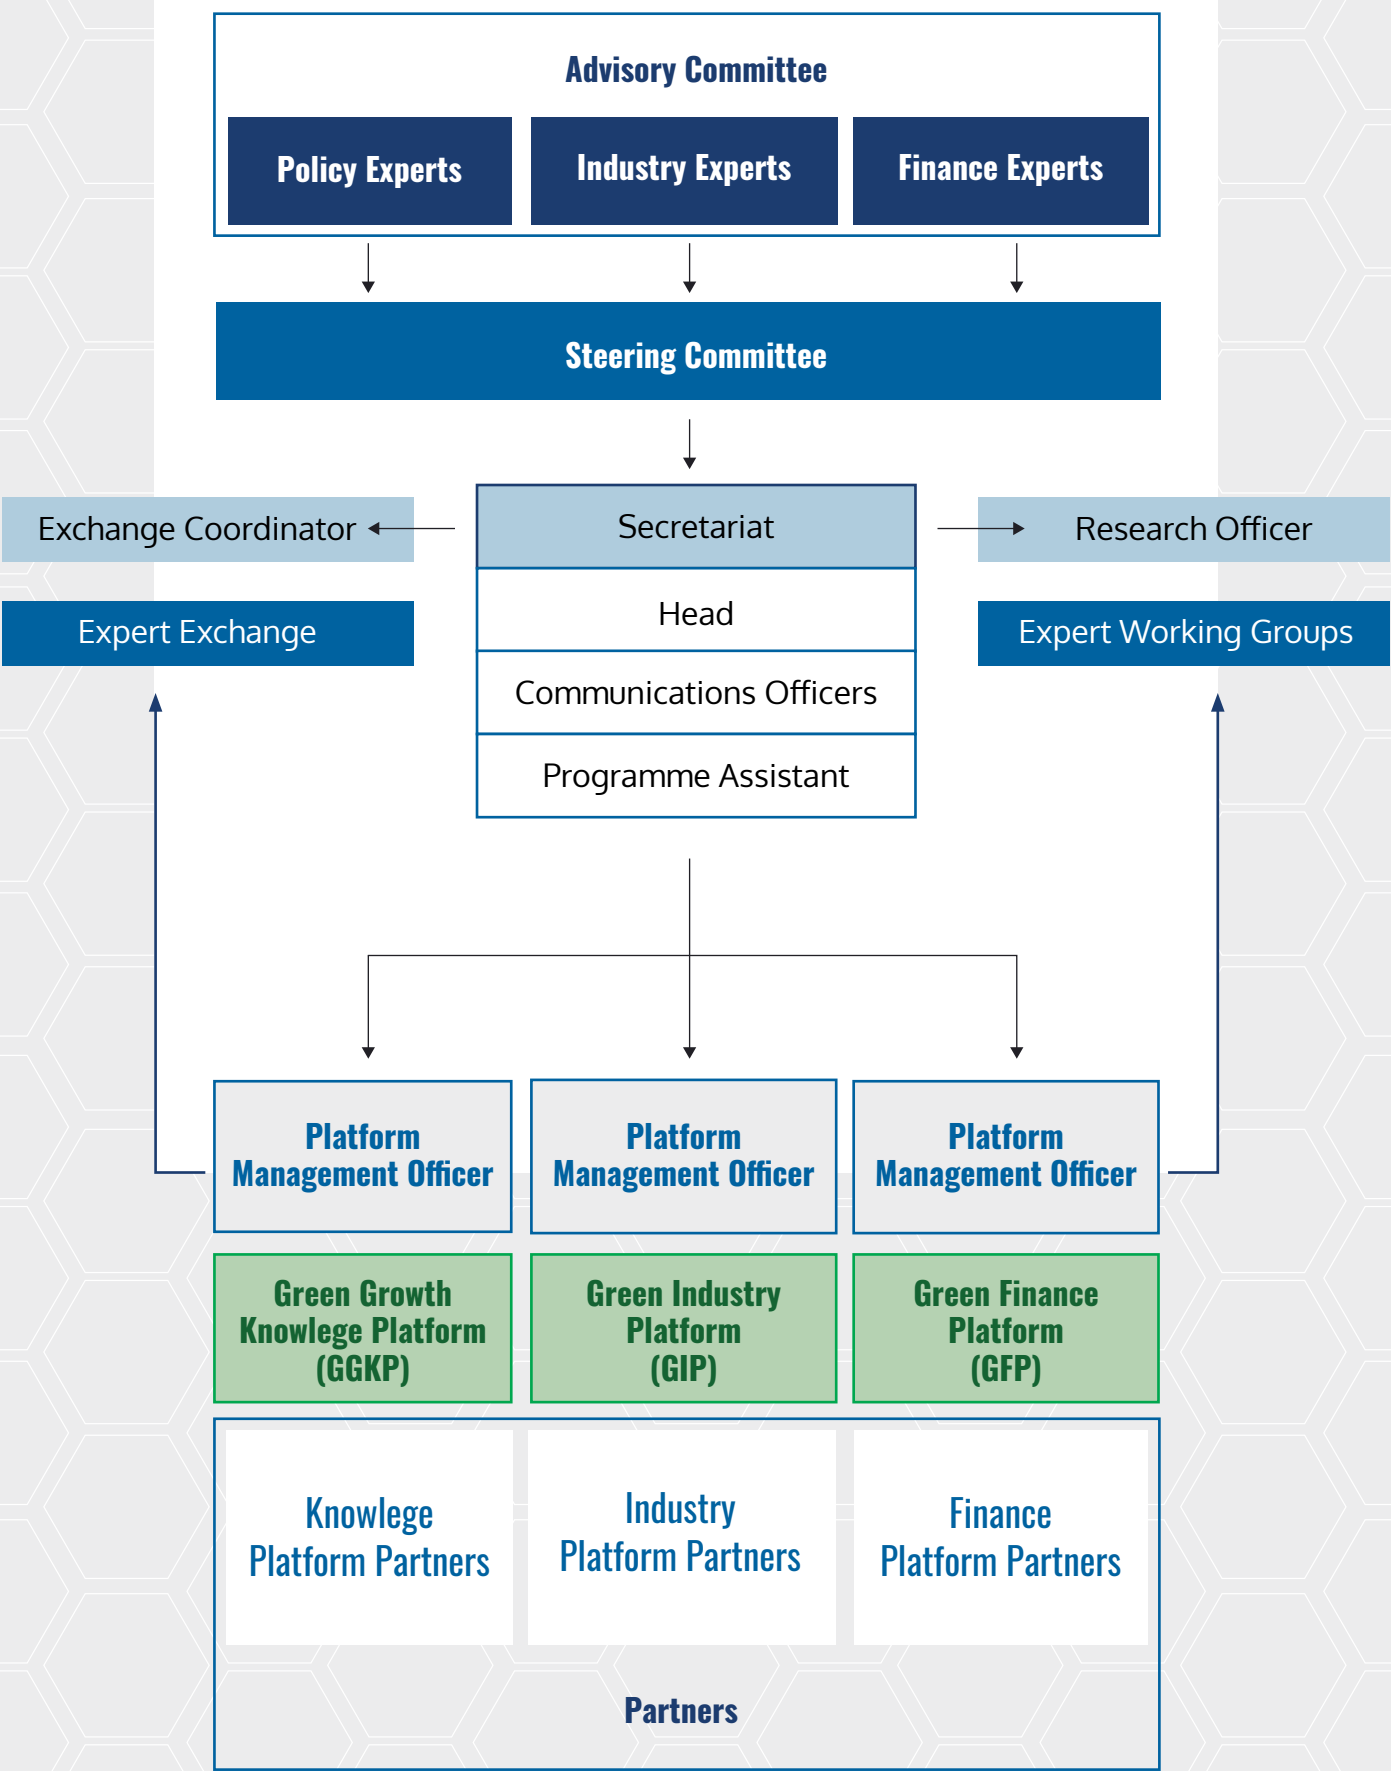 Advisory Committee
Policy Experts
Industry Experts
Finance Experts
Steering Committee
Exchange Coordinator
Secretariat
Research Officer
Expert Exchange
Head
Expert Working Groups
Communications Officers
Programme Assistant
Platform
Management Officer
Platform
Management Officer
Platform
Management Officer
Green Growth
Knowlege Platform
(GGKP)
Green Industry
Platform
(GIP)
Green Finance
Platform
(GFP)
Knowlege
Platform Partners
Industry
Platform Partners
Finance
Platform Partners
Partners